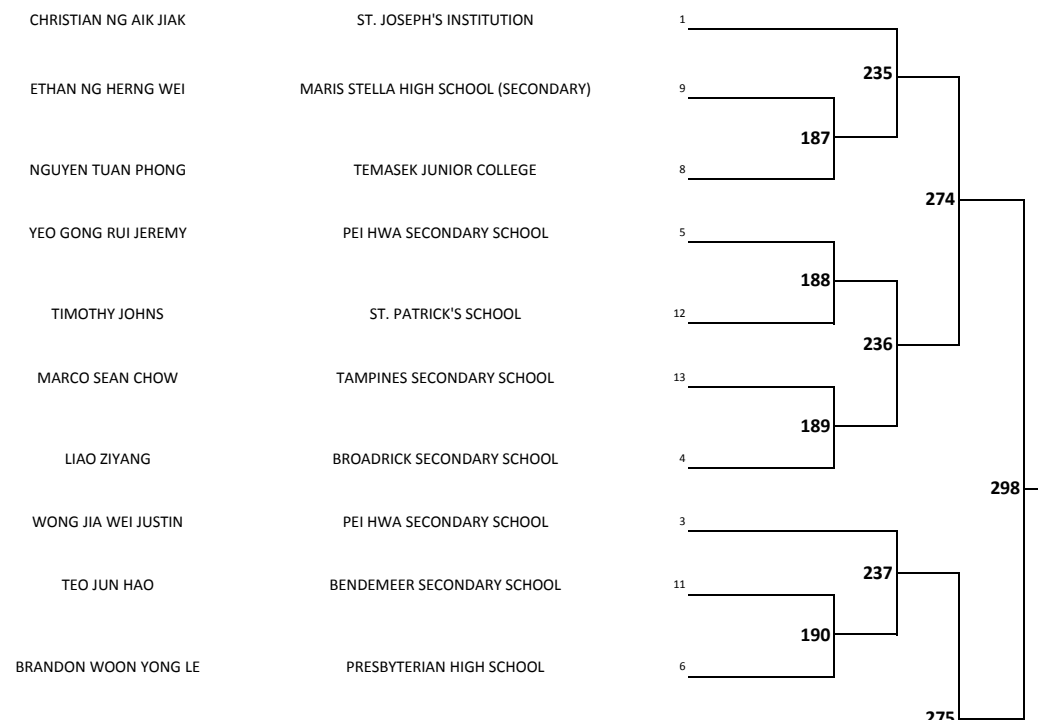 CHRISTIAN NG AIK JIAK ST. JOSEPH'S INSTITUTION 1
235
ETHAN NG HERNG WEI MARIS STELLA HIGH SCHOOL (SECONDARY) 9
187
NGUYEN TUAN PHONG TEMASEK JUNIOR COLLEGE 8
274
YEO GONG RUI JEREMY PEI HWA SECONDARY SCHOOL 5
188
TIMOTHY JOHNS ST. PATRICK'S SCHOOL 12
236
MARCO SEAN CHOW TAMPINES SECONDARY SCHOOL 13
189
LIAO ZIYANG BROADRICK SECONDARY SCHOOL 4
298
WONG JIA WEI JUSTIN PEI HWA SECONDARY SCHOOL 3
237
TEO JUN HAO BENDEMEER SECONDARY SCHOOL 11
190
BRANDON WOON YONG LE PRESBYTERIAN HIGH SCHOOL 6
275